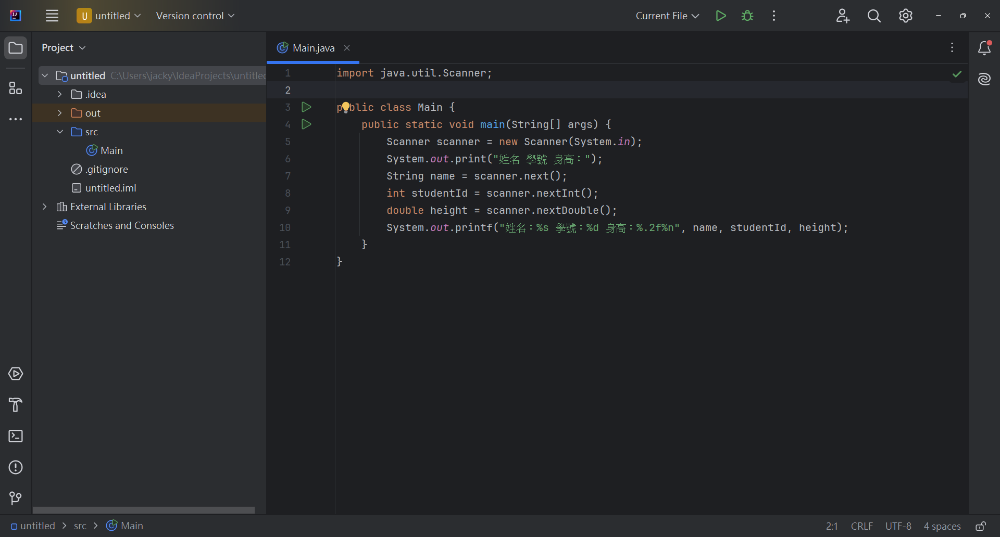 U untitled Version control Current File
Project
Main.java
untitled C:\Users\jacky\IdeaProjects\untitled
.idea
out
src
Main
.gitignore
untitled.iml
External Libraries
Scratches and Consoles
1 import java.util.Scanner;
2
3 public class Main {
4 public static void main(String[] args) {
5 Scanner scanner = new Scanner(System.in);
6 System.out.print("姓名 學號 身高：");
7 String name = scanner.next();
8 int studentId = scanner.nextInt();
9 double height = scanner.nextDouble();
10 System.out.printf("姓名：%s 學號：%d 身高：%.2f%n", name, studentId, height);
11 }
12 }
untitled > src > Main 2:1 CRLF UTF-8 4 spaces